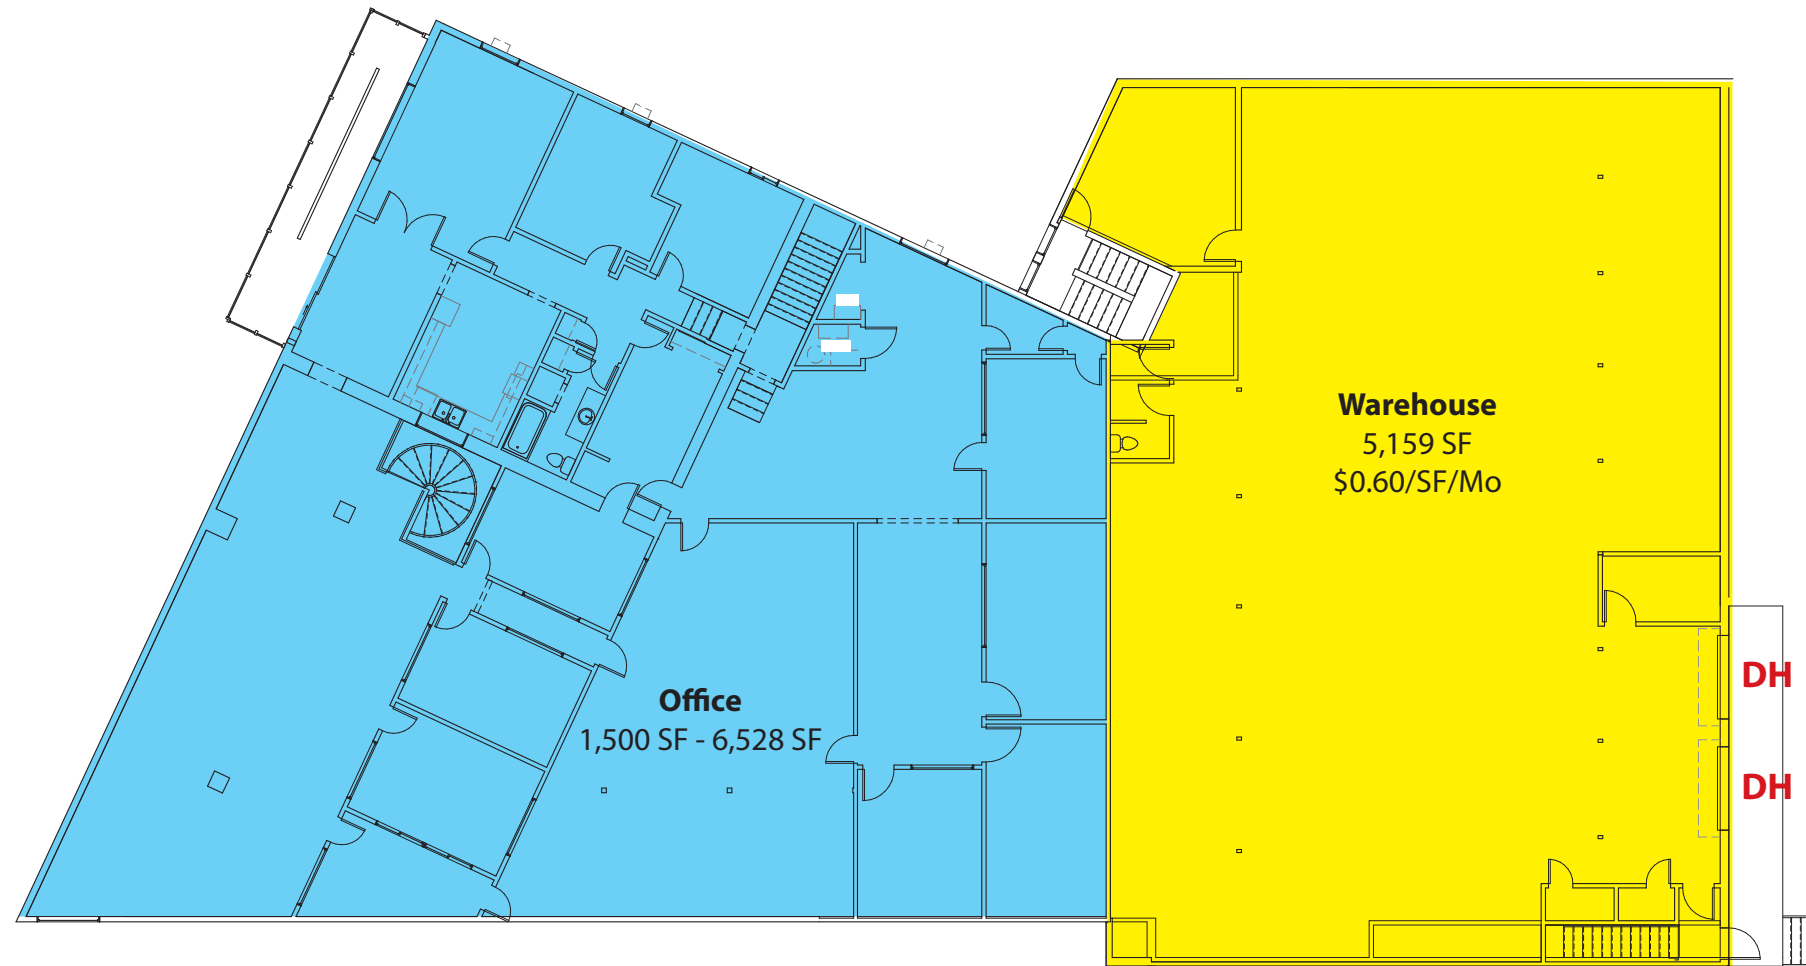 Warehouse
5,159 SF
$0.60/SF/Mo
Office
1,500 SF - 6,528 SF
DH
DH